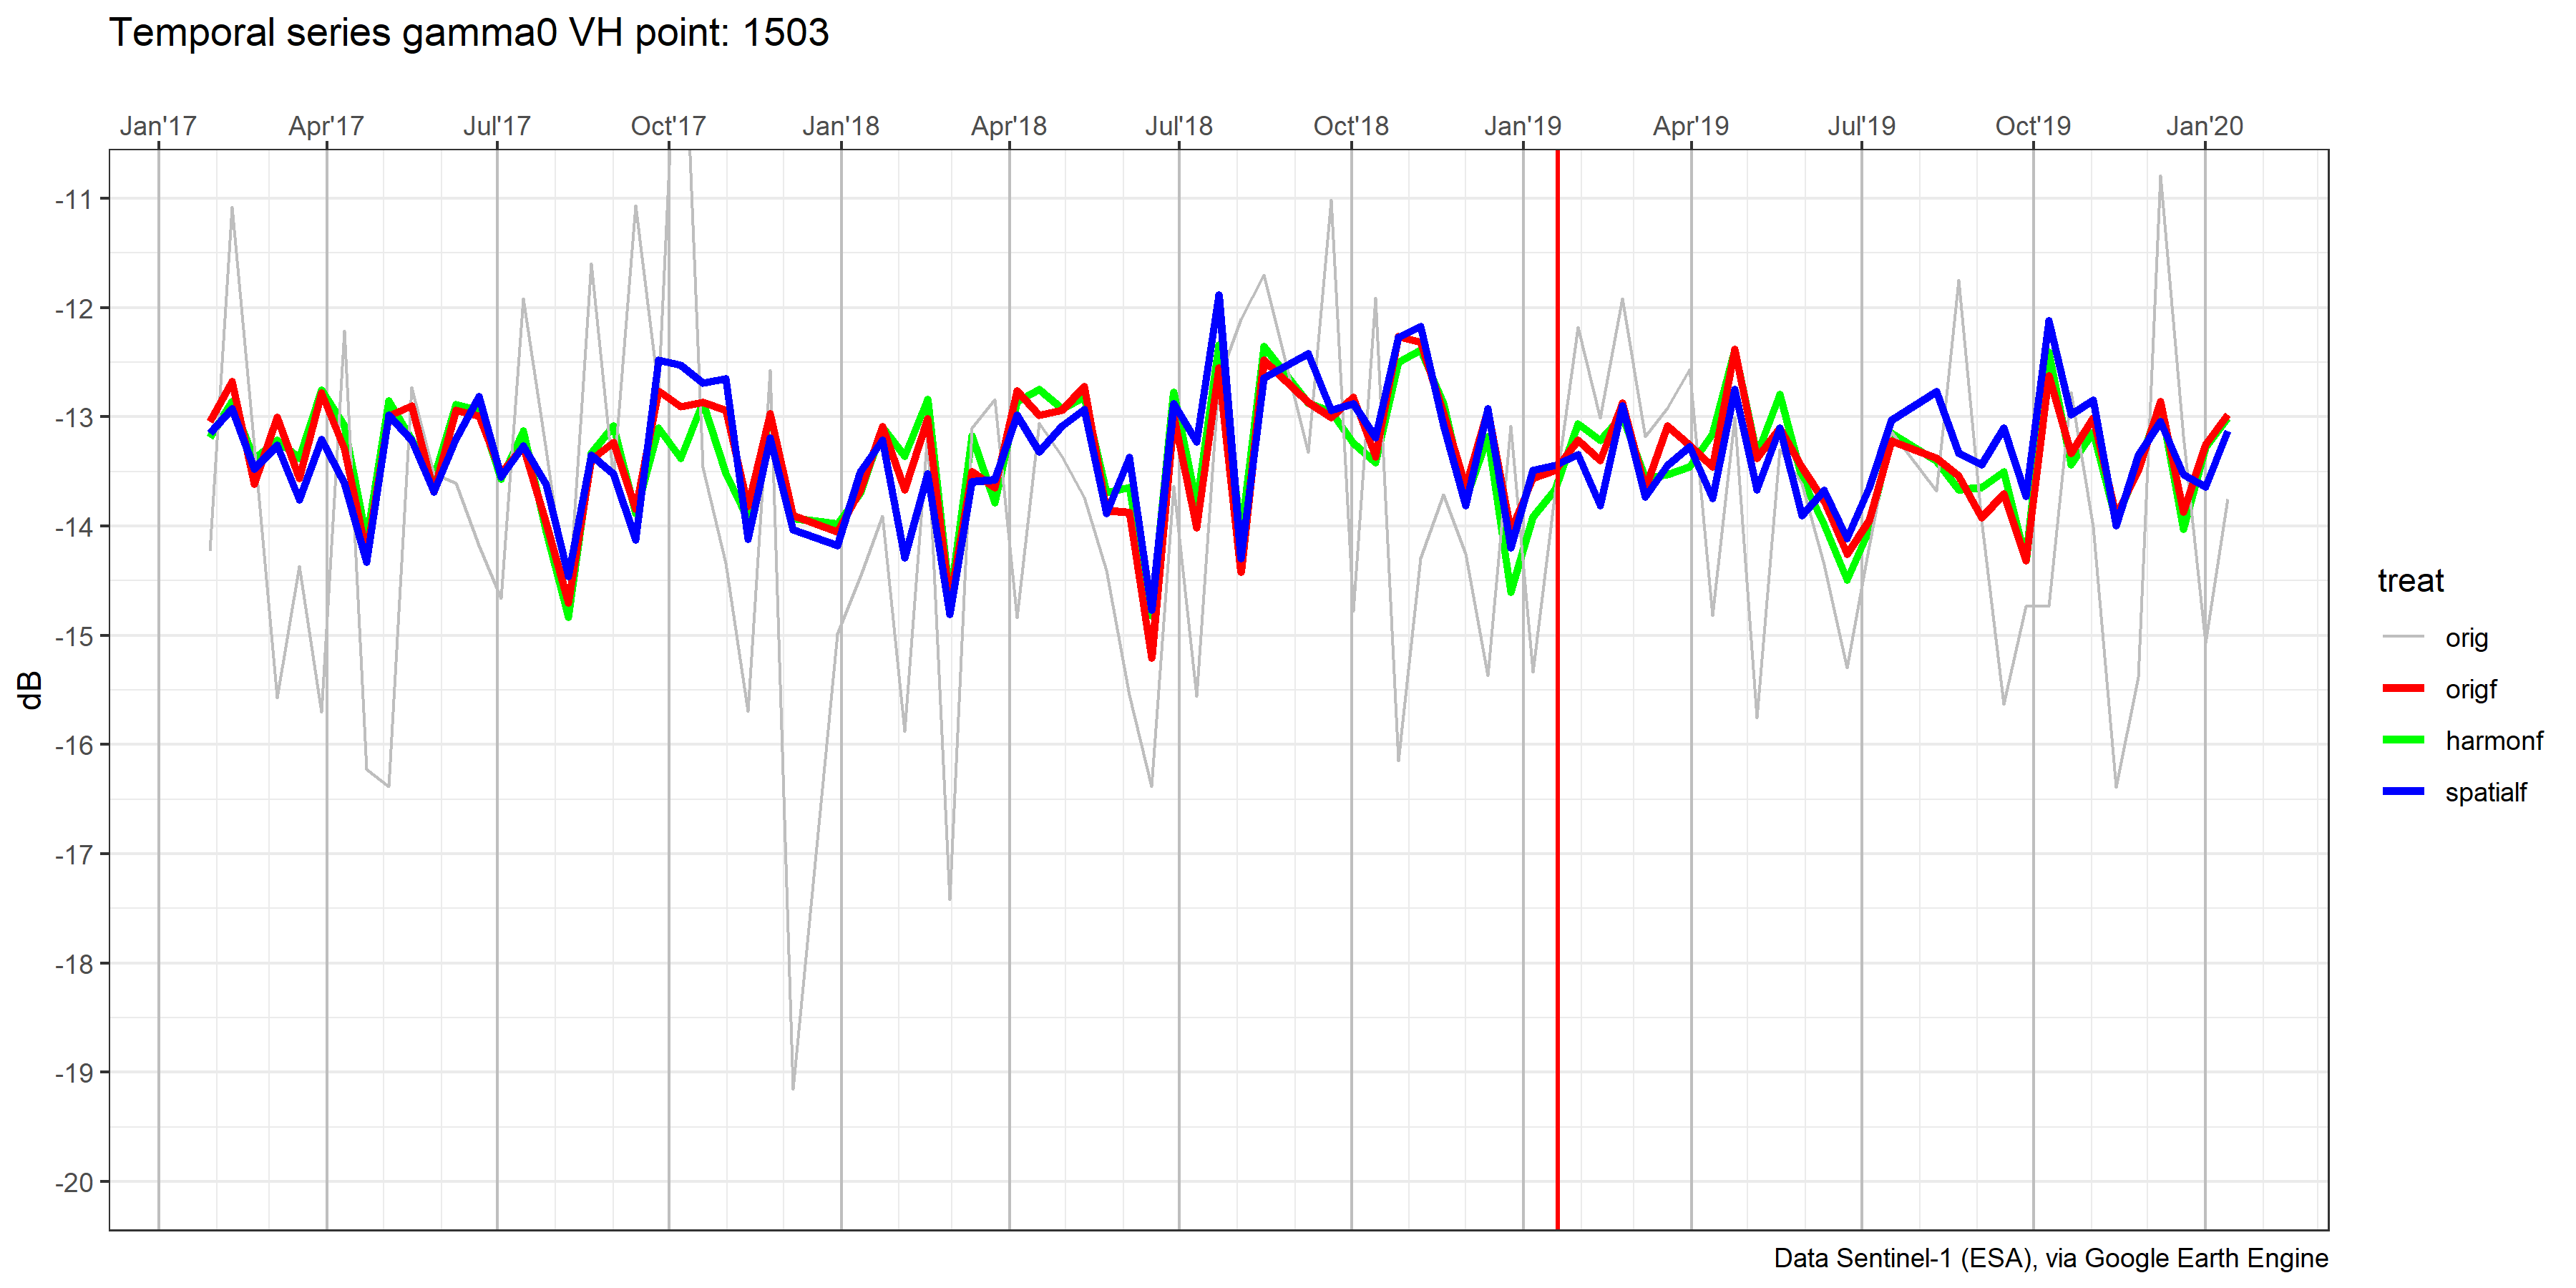 Temporal series gamma0 VH point: 1503
Jan'17 Apr'17 Jul'17 Oct'17 Jan'18 Apr'18 Jul'18 Oct'18 Jan'19 Apr'19 Jul'19 Oct'19 Jan'20
-11
-12
-13
-14
-15
-16
-17
-18
-19
-20
dB
treat
orig
origf
harmonf
spatialf
Data Sentinel-1 (ESA), via Google Earth Engine